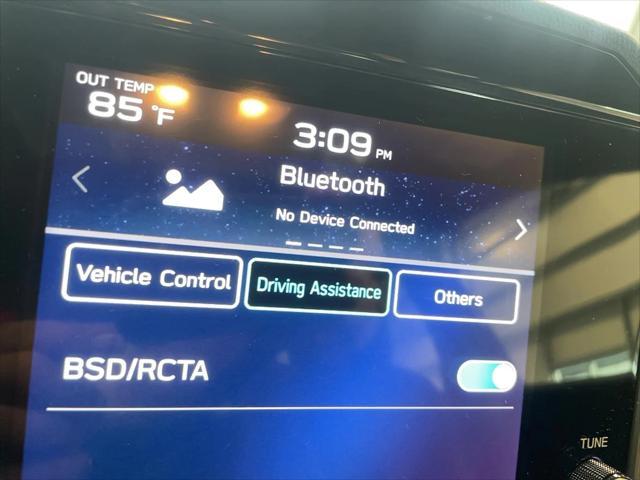 OUT TEMP
85°F
3:09 PM
Bluetooth
No Device Connected
Vehicle Control
Driving Assistance
Others
BSD/RCTA
TUNE